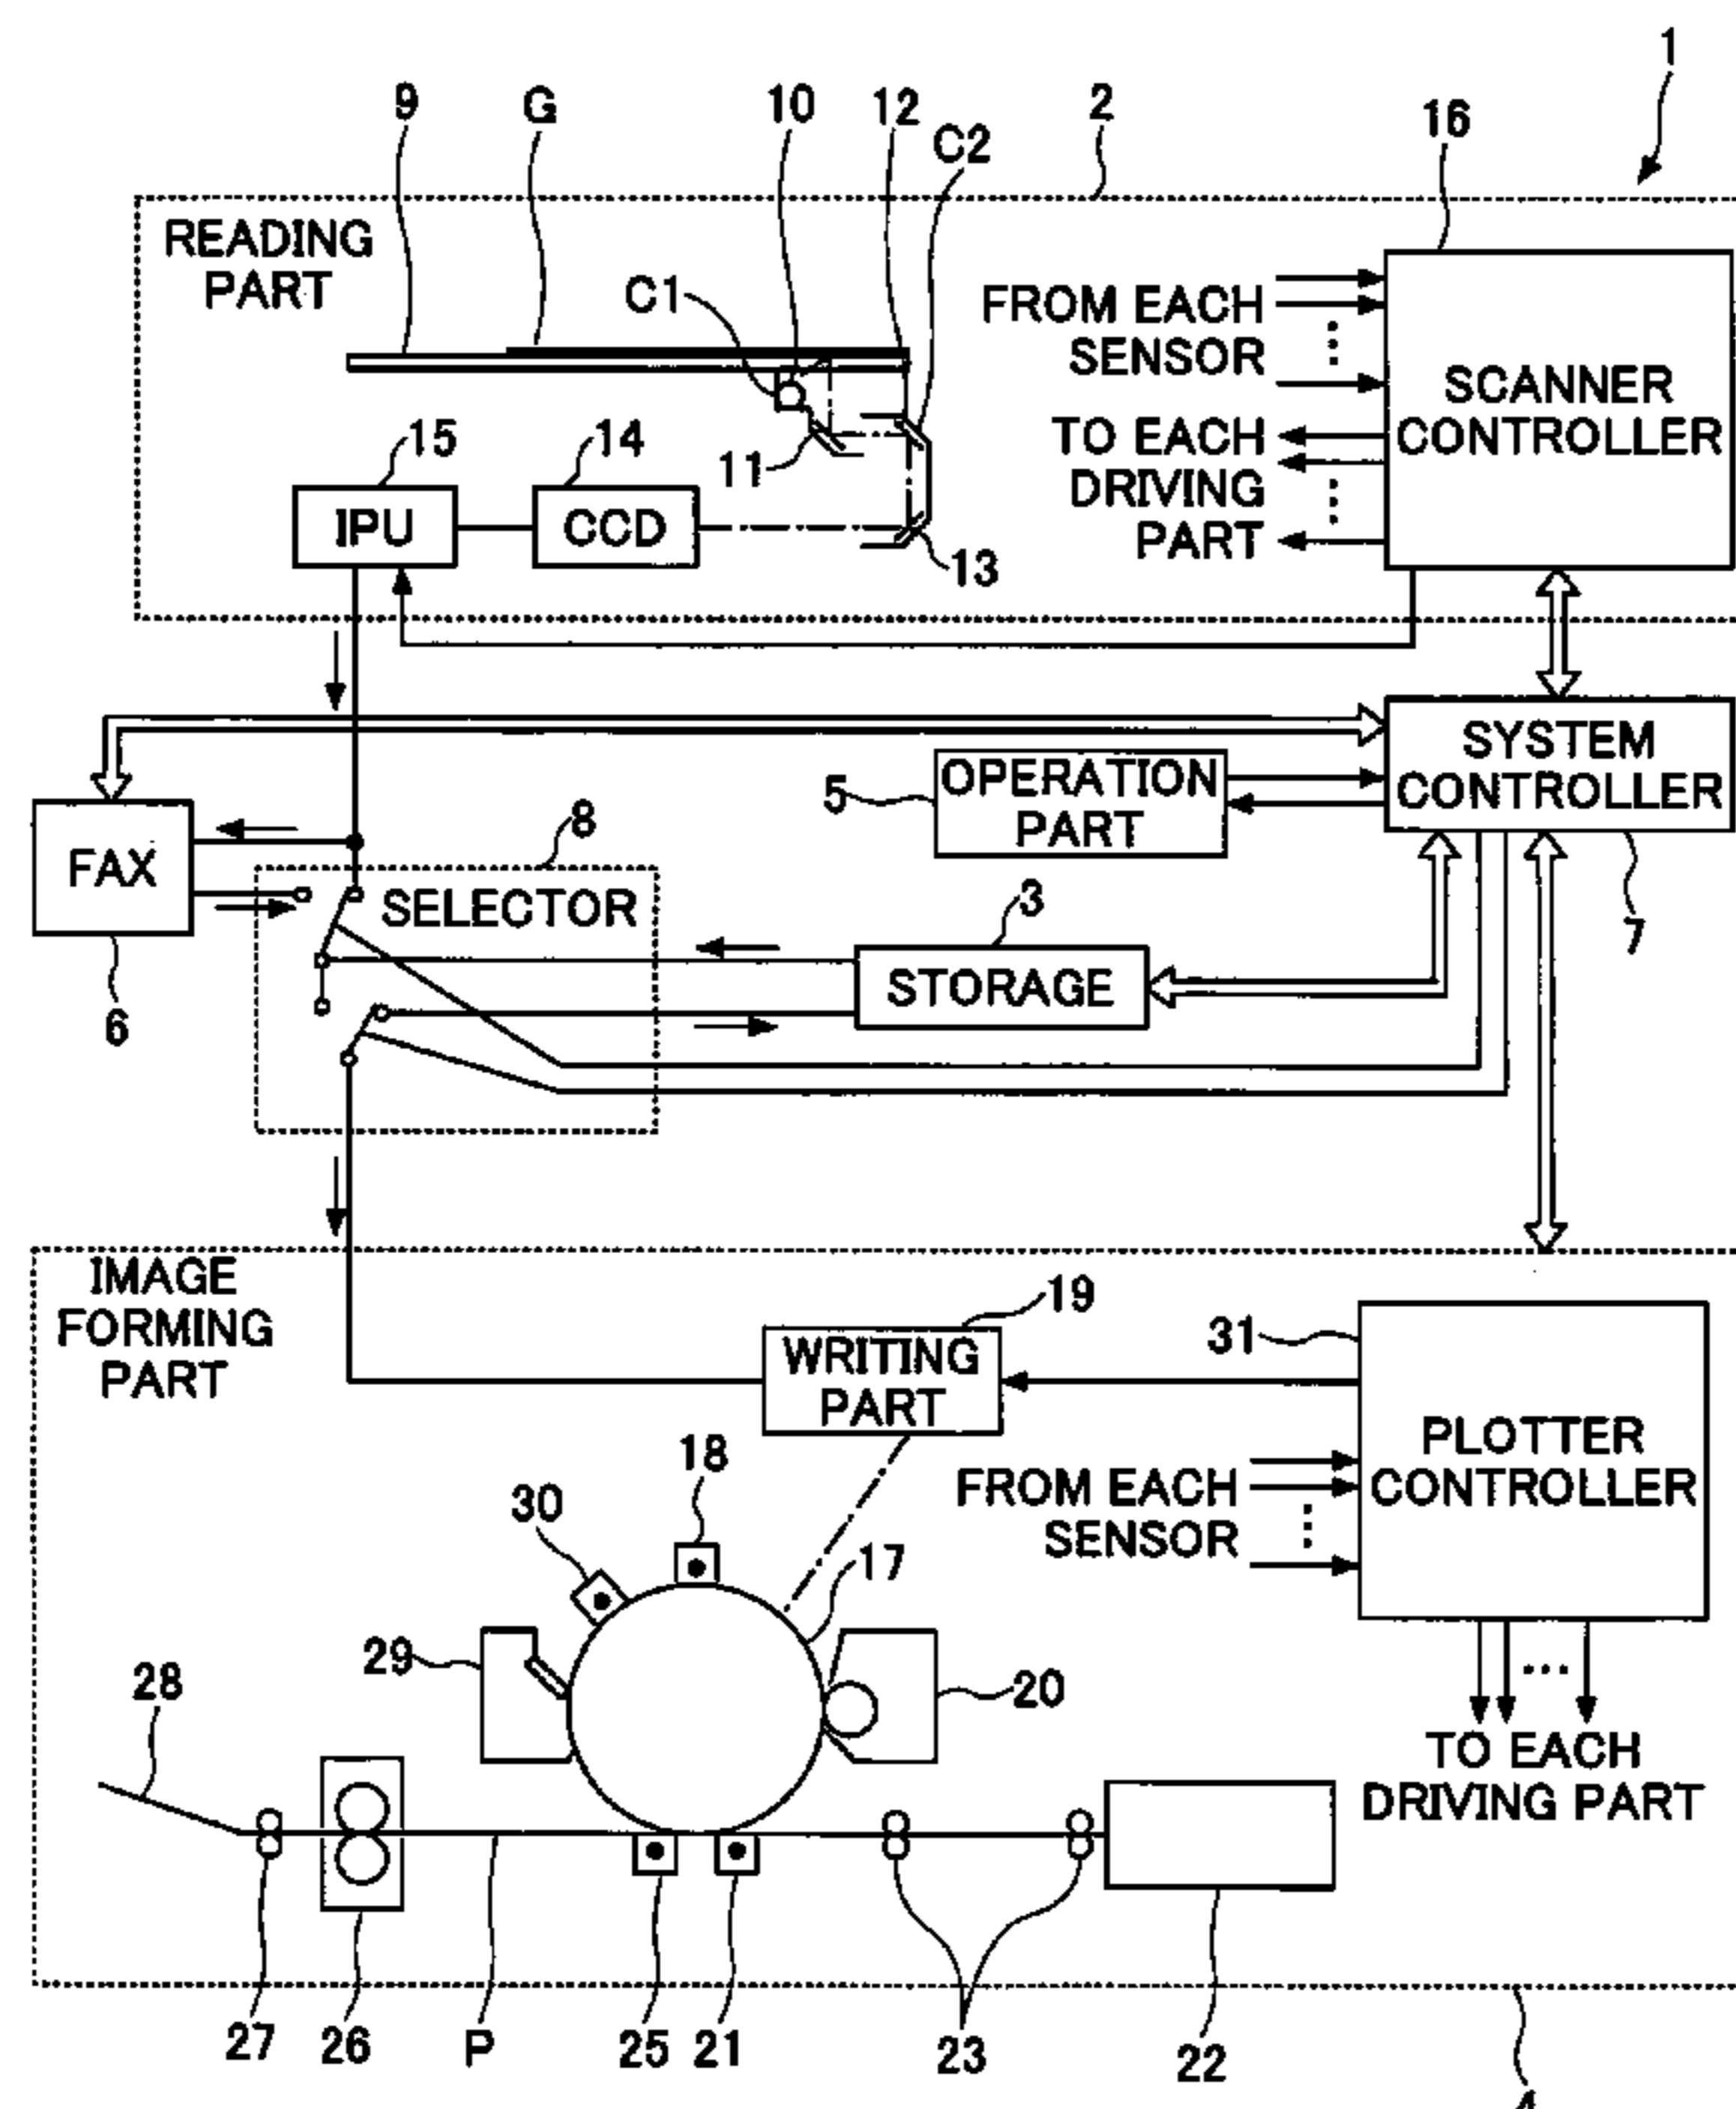 1
9
G
10
12
C2
2
16
READING
PART
C1
FROM EACH
SENSOR
SCANNER
CONTROLLER
TO EACH
DRIVING
PART
15
14
11
13
IPU
CCD
SYSTEM
CONTROLLER
5
OPERATION
PART
FAX
8
SELECTOR
3
STORAGE
7
6
IMAGE
FORMING
PART
19
WRITING
PART
31
PLOTTER
CONTROLLER
FROM EACH
SENSOR
18
30
17
29
20
28
TO EACH
DRIVING PART
27
26
P
25
21
23
22
4